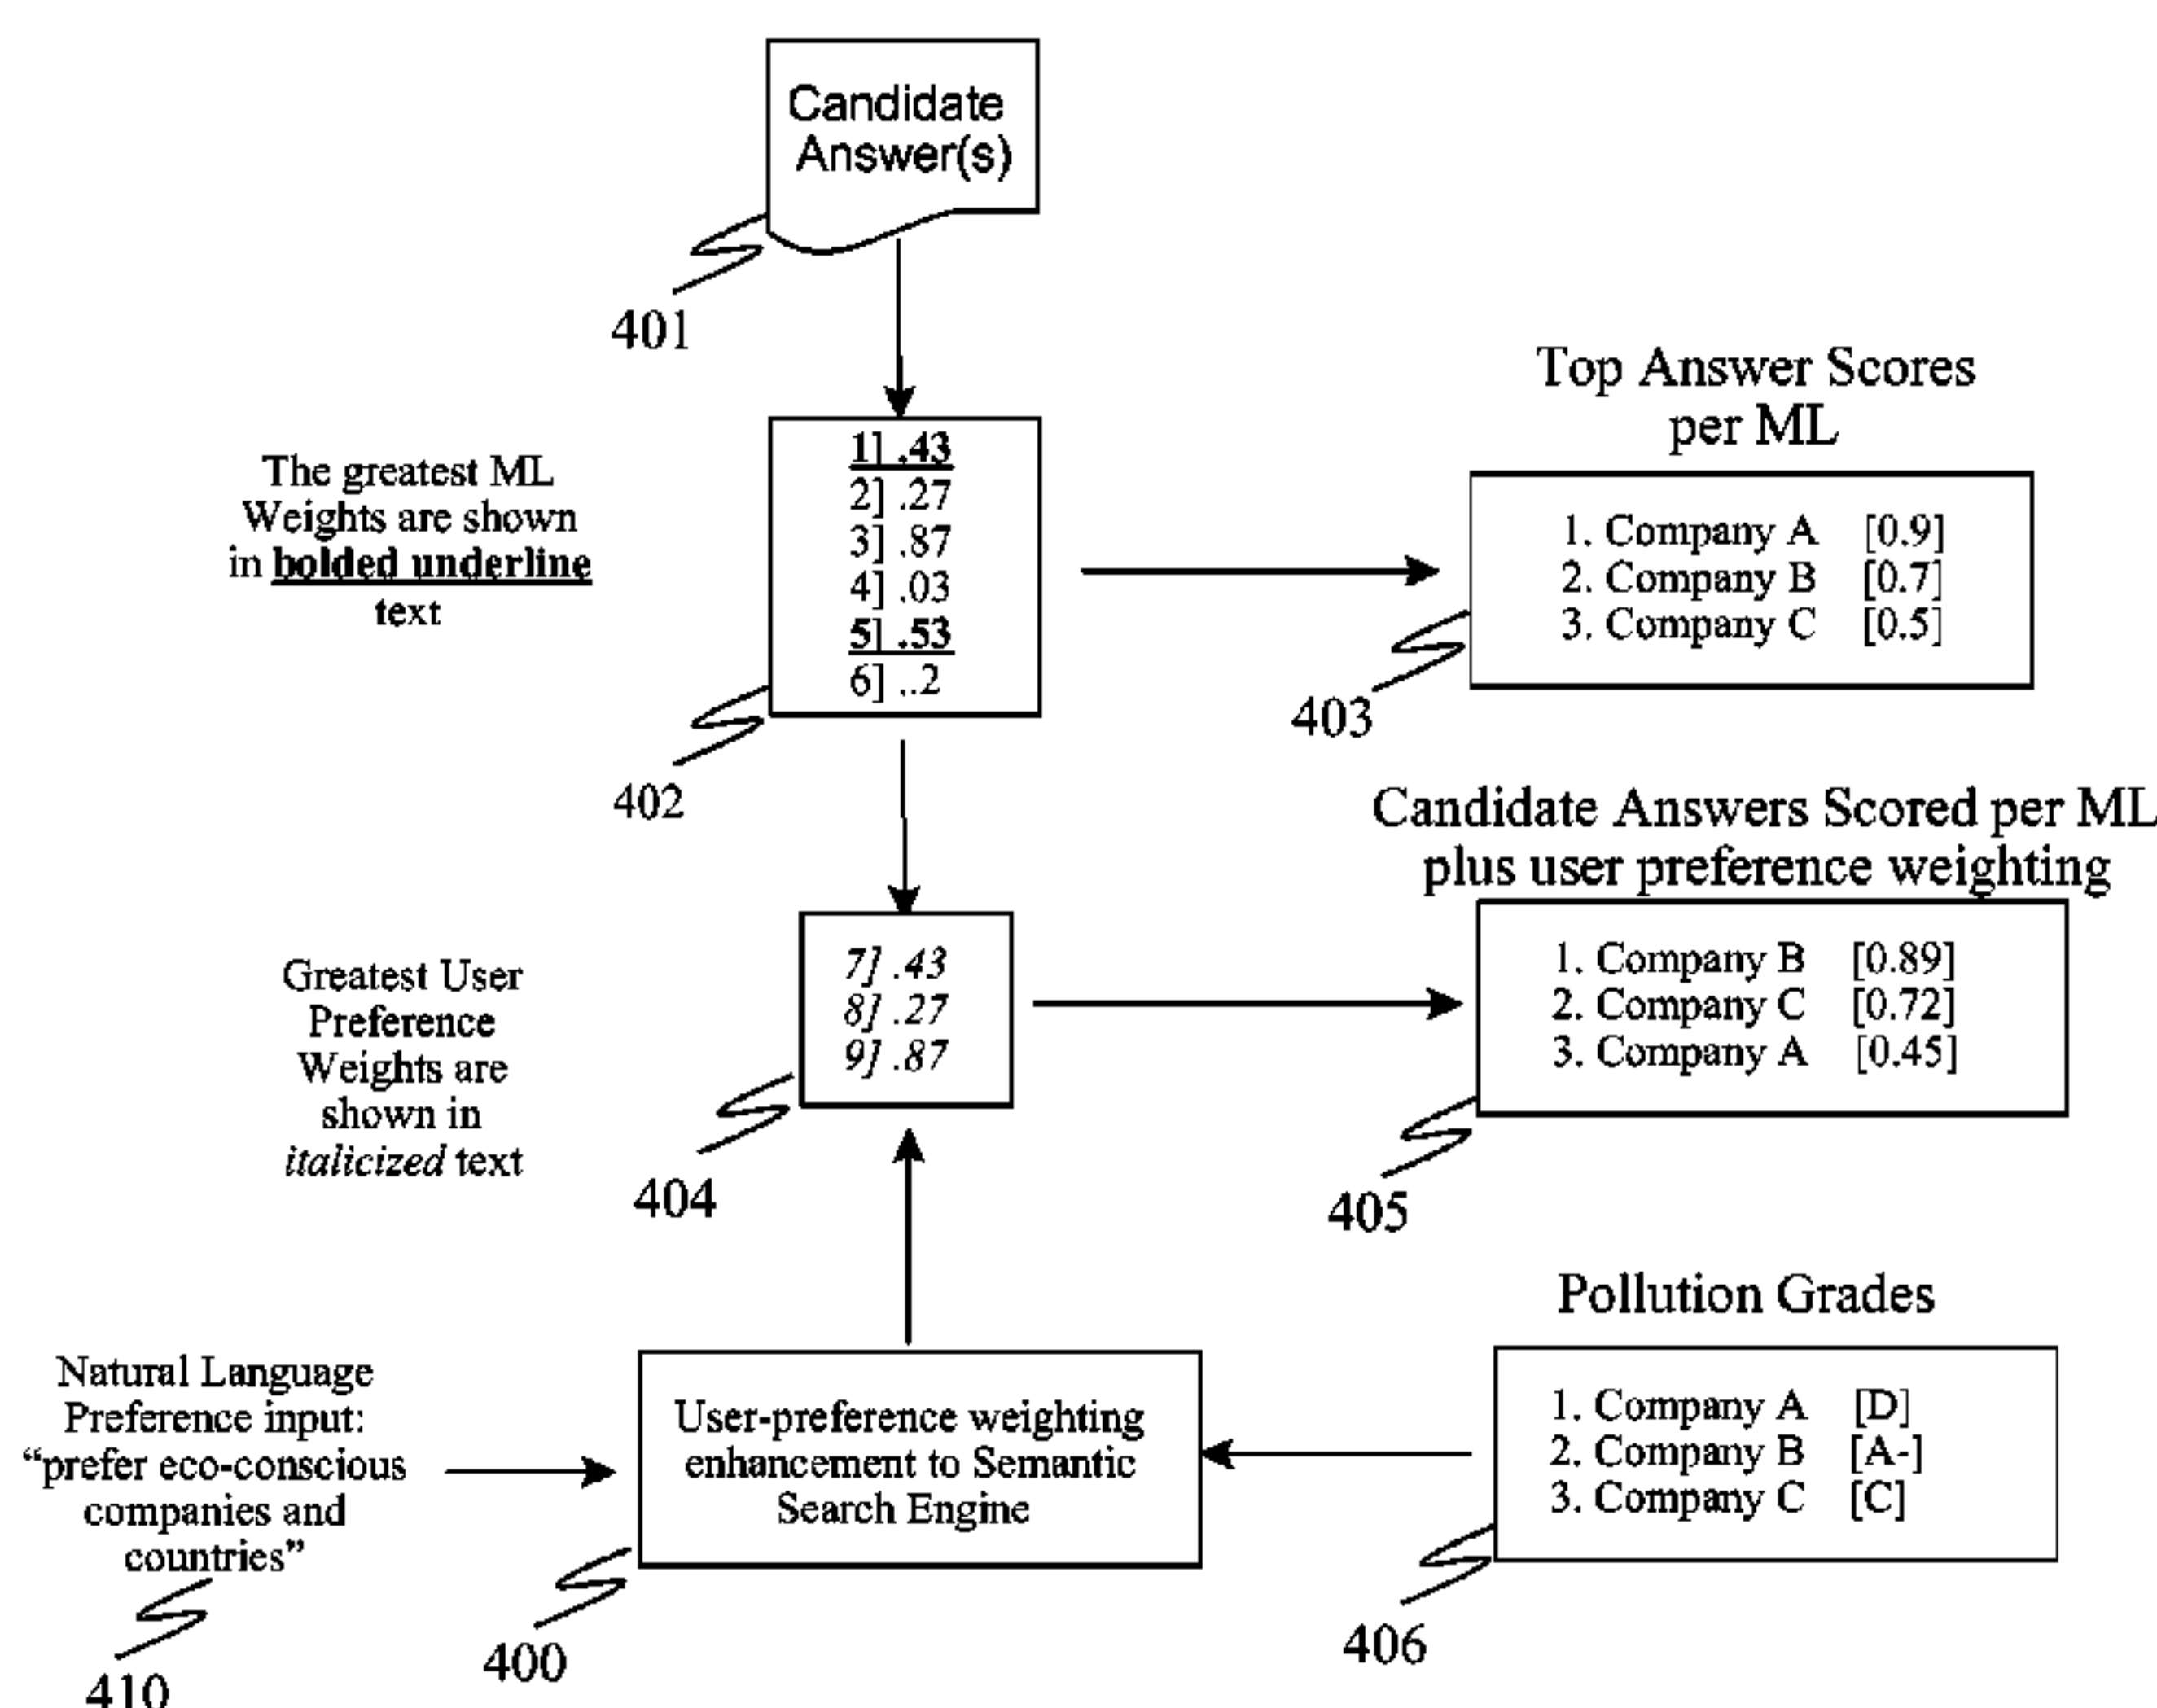 Candidate
Answer(s)
401
The greatest ML
Weights are shown
in bolded underline
text
1] .43
2] .27
3] .87
4] .03
5] .53
6] ..2
402
Top Answer Scores
per ML
1. Company A [0.9]
2. Company B [0.7]
3. Company C [0.5]
403
Greatest User
Preference
Weights are
shown in
italicized text
7] .43
8] .27
9] .87
404
Candidate Answers Scored per ML
plus user preference weighting
1. Company B [0.89]
2. Company C [0.72]
3. Company A [0.45]
405
Natural Language
Preference input:
“prefer eco-conscious
companies and
countries”
410
User-preference weighting
enhancement to Semantic
Search Engine
400
Pollution Grades
1. Company A [D]
2. Company B [A-]
3. Company C [C]
406